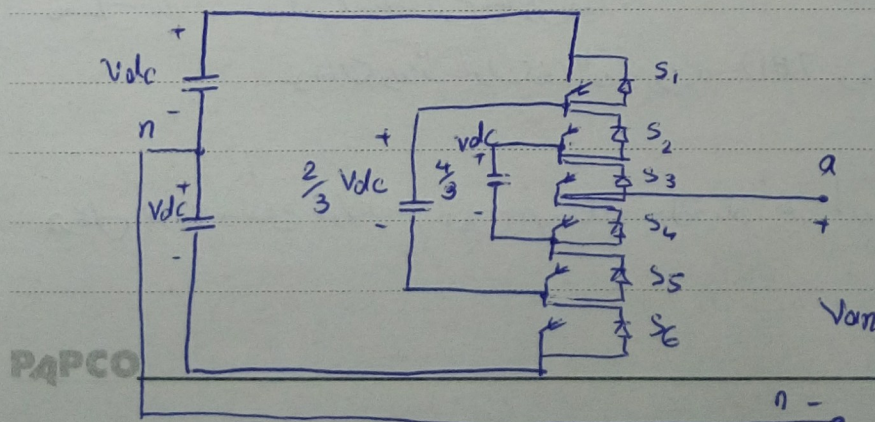 +
Vdc
-
n
+
Vdc
-
+
2/3 Vdc
-
4/3 Vdc
+
-
S1
S2
S3
S4
S5
S6
a
+
Van
n -
PAPCO